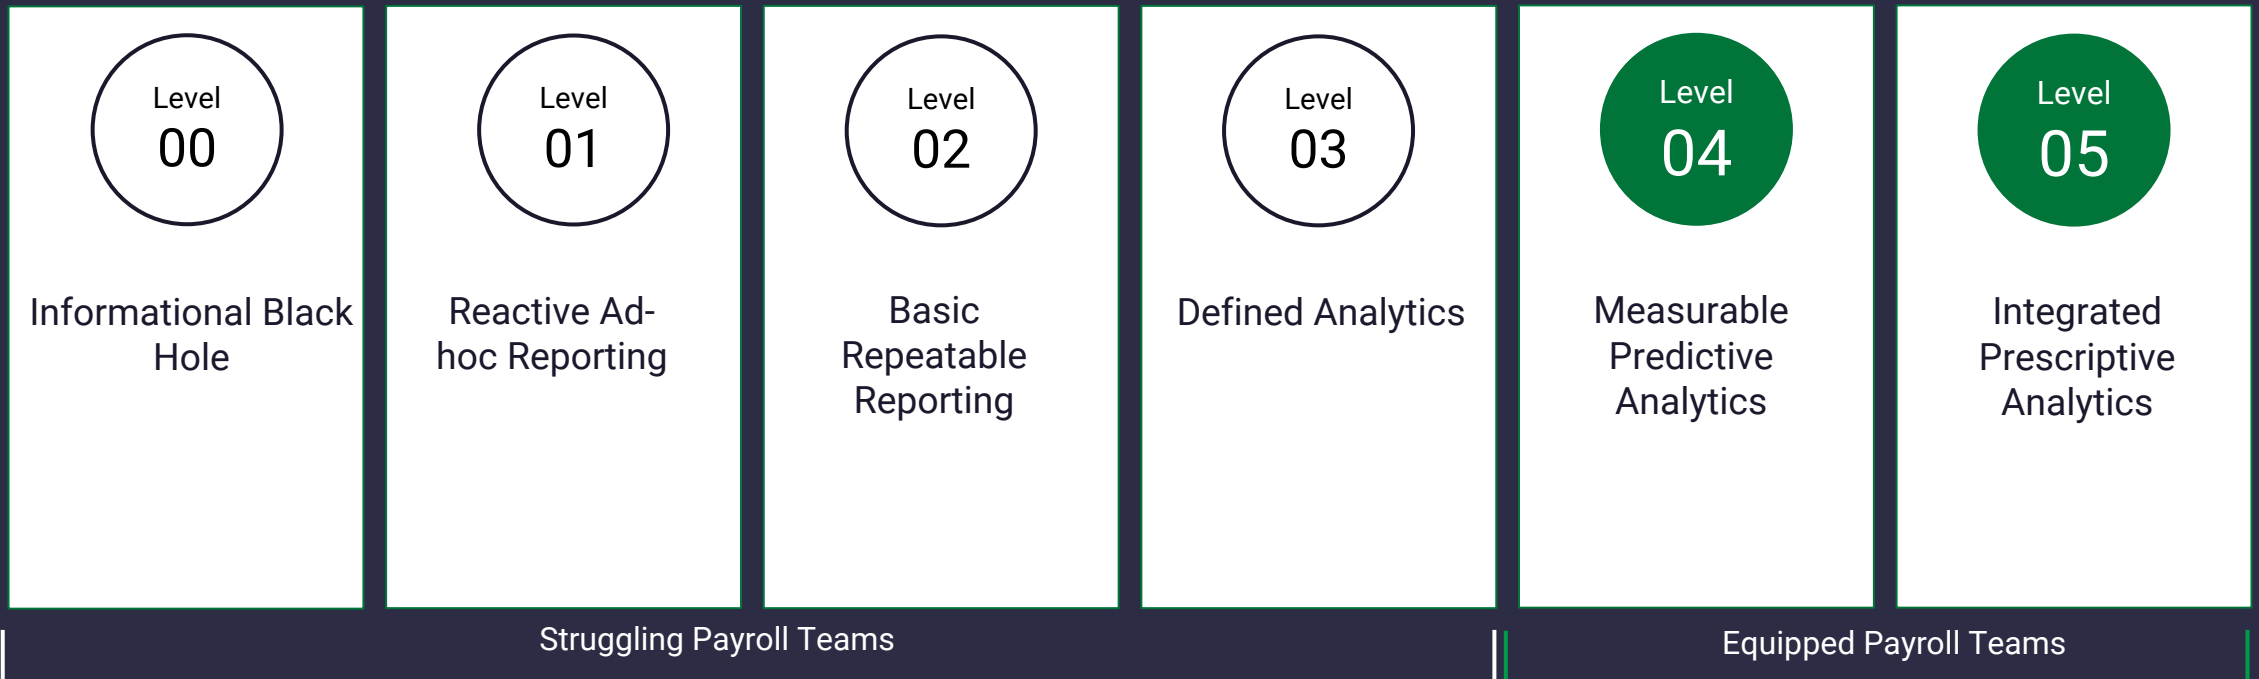 Level
00
Informational Black
Hole
Level
01
Reactive Ad-
hoc Reporting
Level
02
Basic
Repeatable
Reporting
Level
03
Defined Analytics
Level
04
Measurable
Predictive
Analytics
Level
05
Integrated
Prescriptive
Analytics
Struggling Payroll Teams
Equipped Payroll Teams